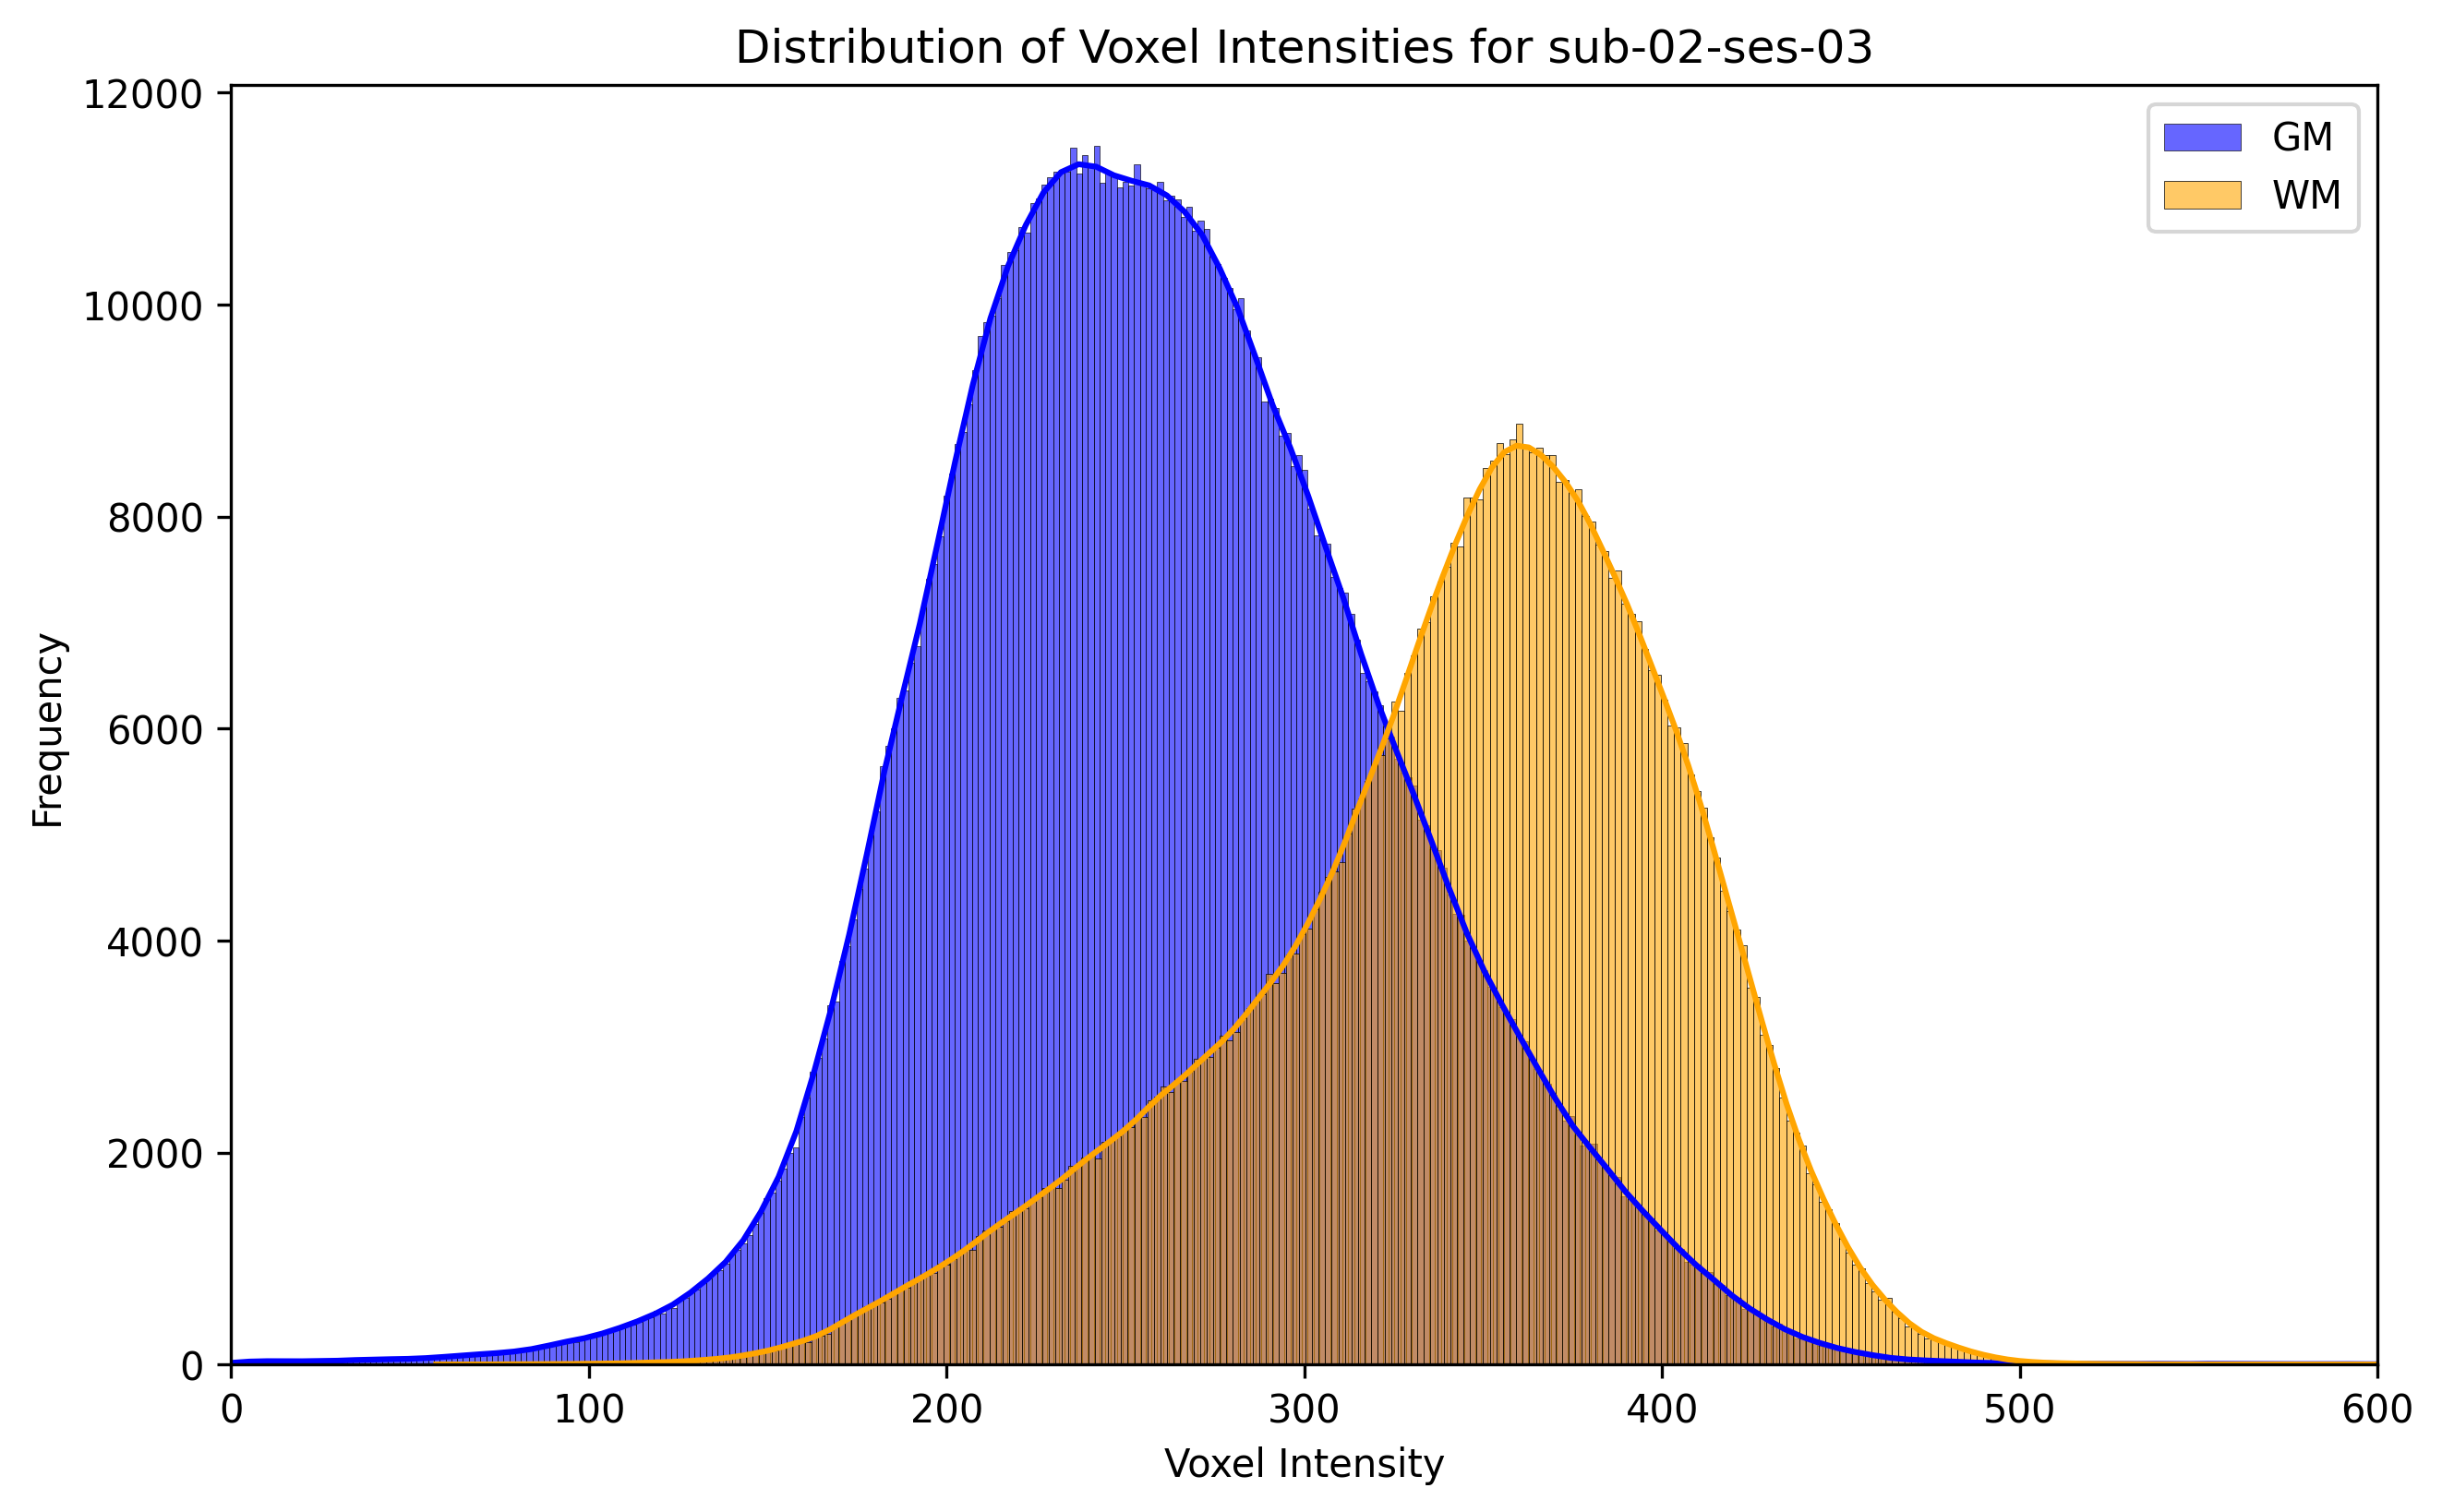 Distribution of Voxel Intensities for sub-02-ses-03
12000
10000
8000
6000
4000
2000
0
Frequency
GM
WM
0 100 200 300 400 500 600
Voxel Intensity